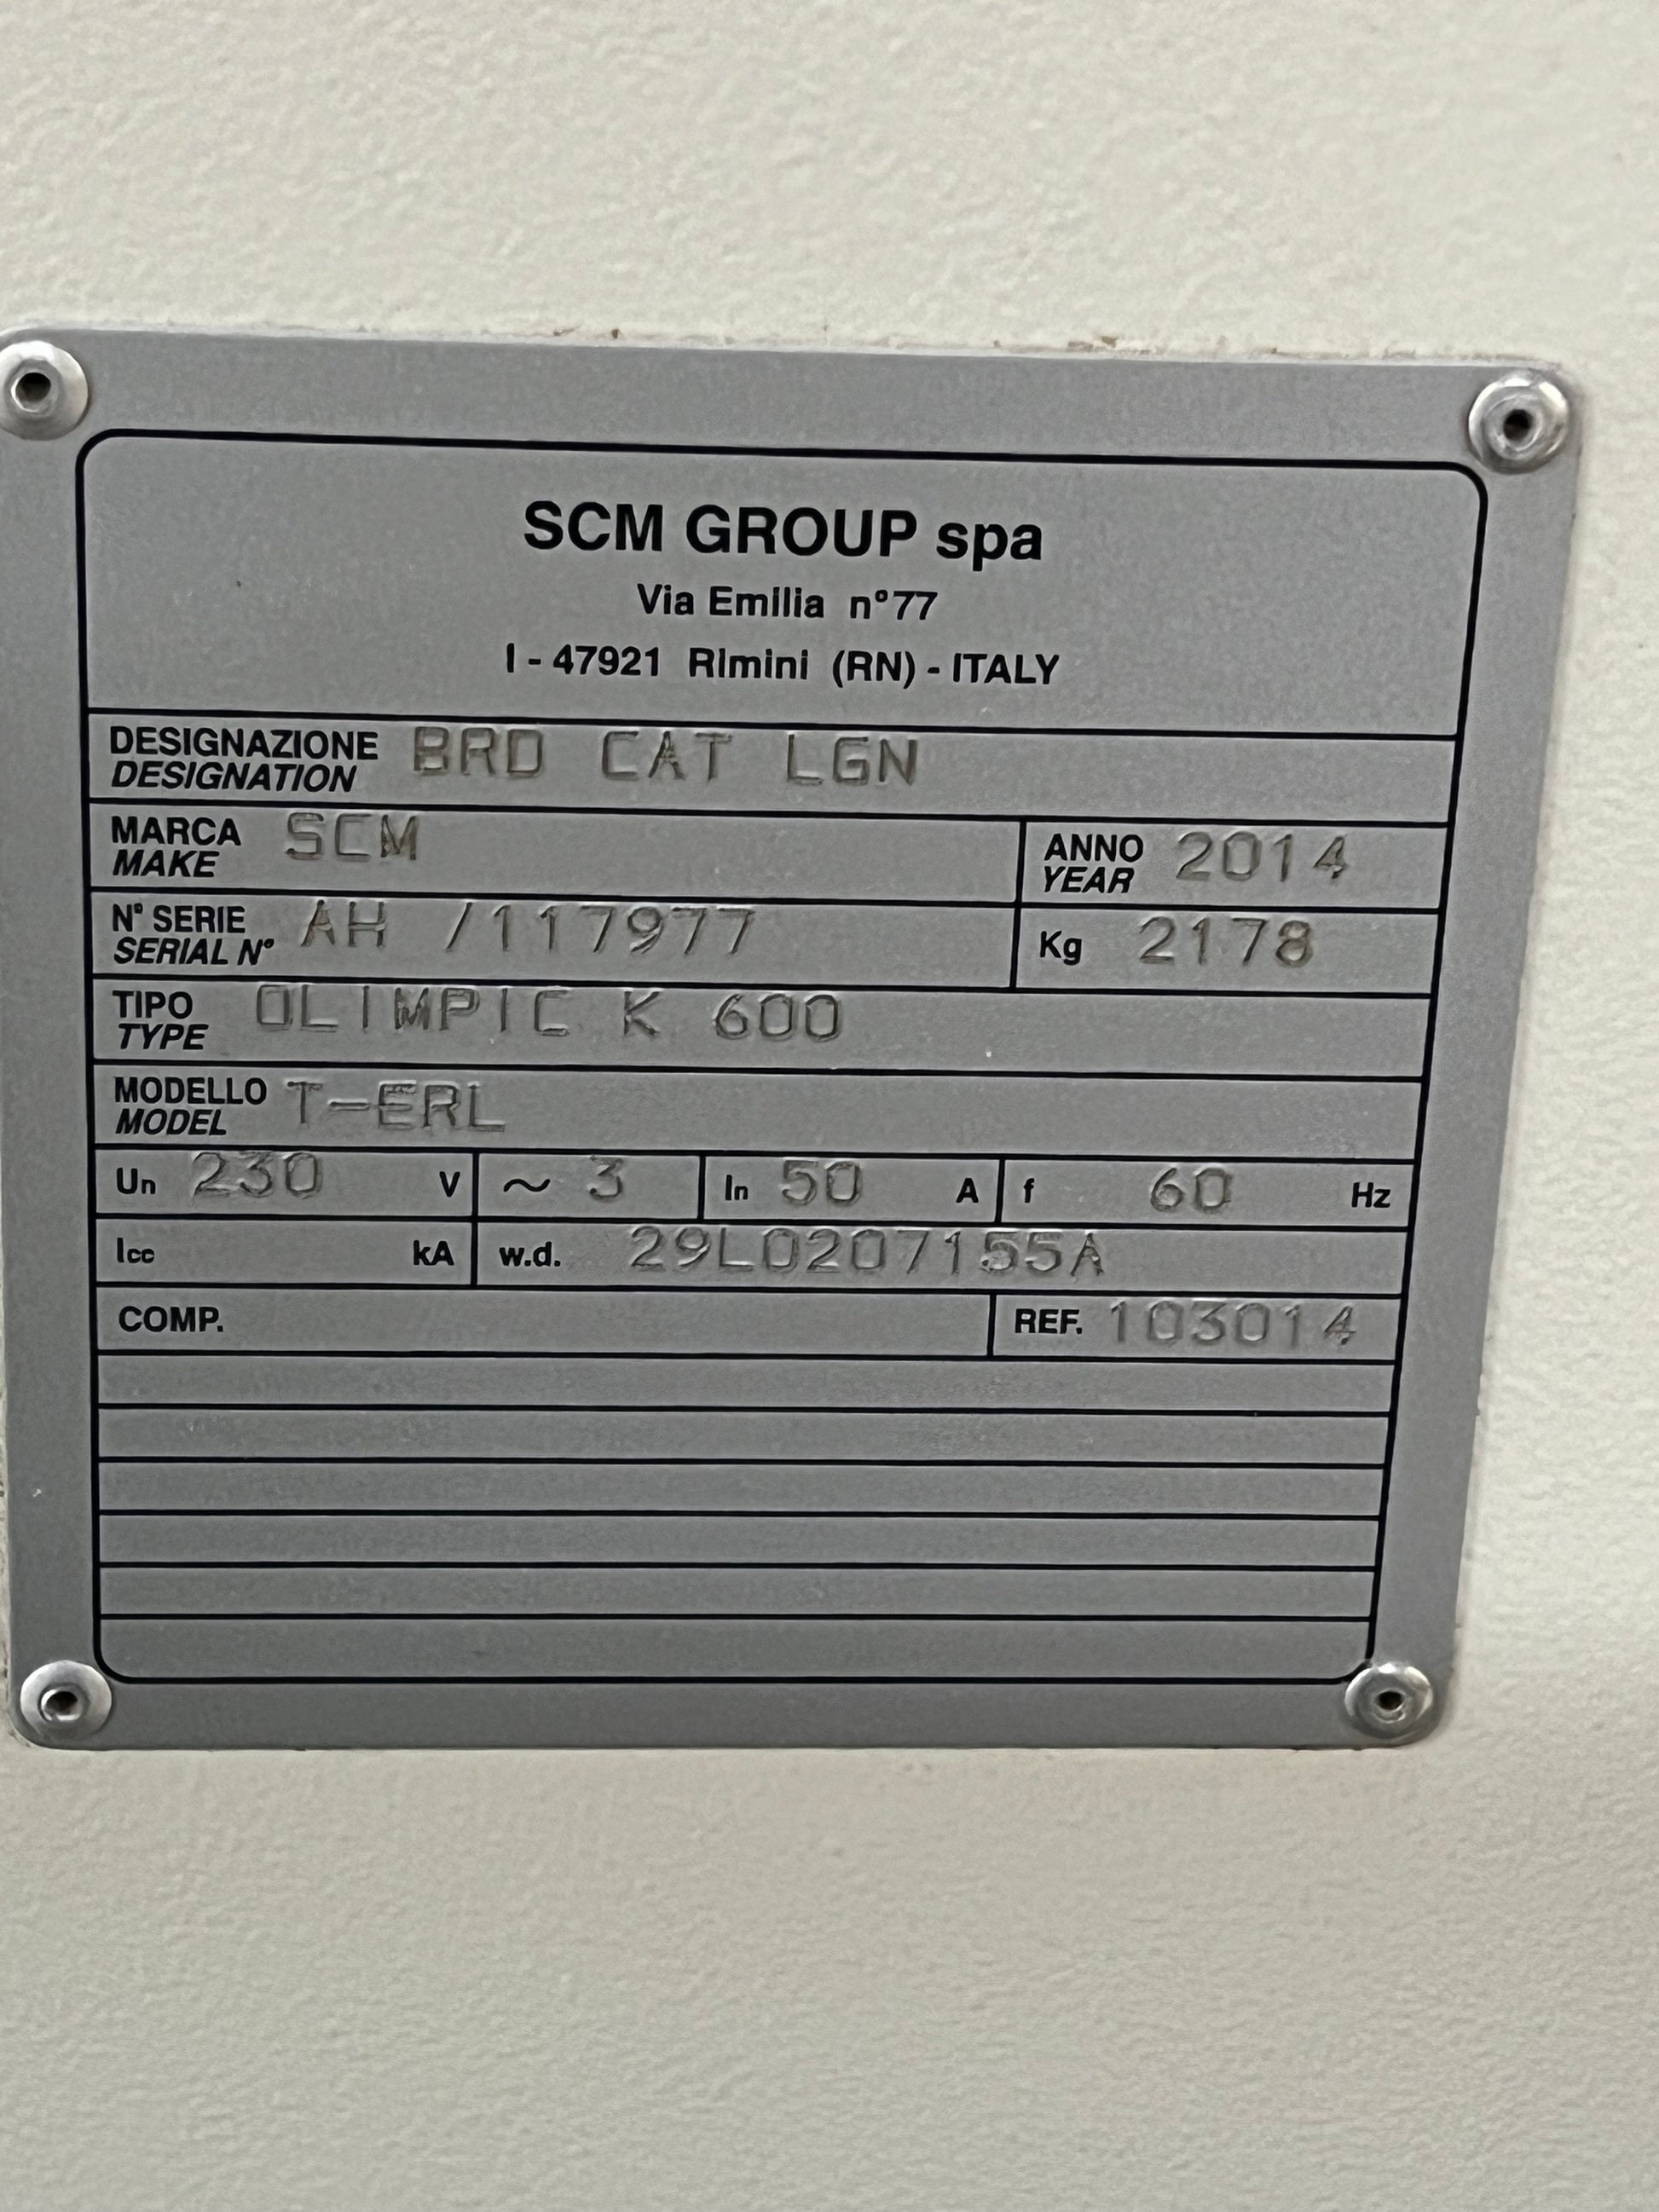 SCM GROUP spa
Via Emilia n°77
I - 47921 Rimini (RN) - ITALY
DESIGNAZIONE BRD CAT LGN
DESIGNATION
MARCA SCM ANNO 2014
MAKE YEAR
N° SERIE AH /117977 Kg 2178
SERIAL N°
TIPO OLIMPIC K 600
TYPE
MODELLO T-ERL
MODEL
Un 230 V ~ 3 In 50 A f 60 Hz
Icc kA w.d. 29L0207155A
COMP. REF. 103014